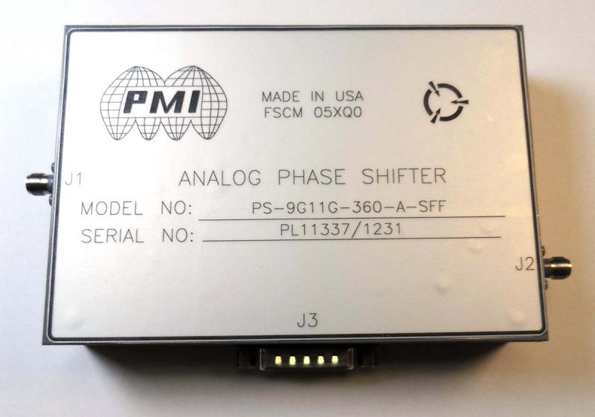 PMI
MADE IN USA
FSCM 05XQ0
J1
ANALOG PHASE SHIFTER
MODEL NO: PS-9G11G-360-A-SFF
SERIAL NO: PL11337/1231
J2
J3